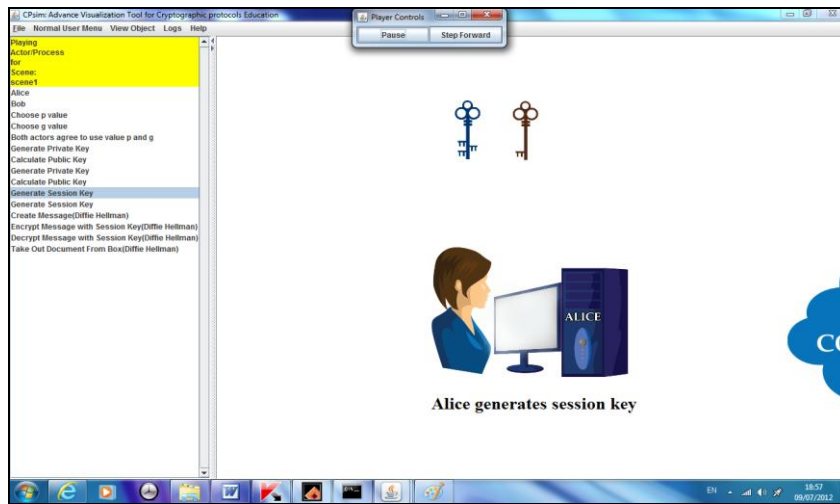 CPsim: Advance Visualization Tool for Cryptographic protocols Education
Player Controls
File Normal User Menu View Object Logs Help
Pause Step Forward
Playing
Actor/Process
for
Scene:
scene1
Alice
Bob
Choose p value
Choose g value
Both actors agree to use value p and g
Generate Private Key
Calculate Public Key
Generate Private Key
Calculate Public Key
Generate Session Key
Generate Session Key
Create Message(Diffie Hellman)
Encrypt Message with Session Key(Diffie Hellman)
Decrypt Message with Session Key(Diffie Hellman)
Take Out Document From Box(Diffie Hellman)
ALICE
CO
Alice generates session key
EN
18:57
09/07/2012